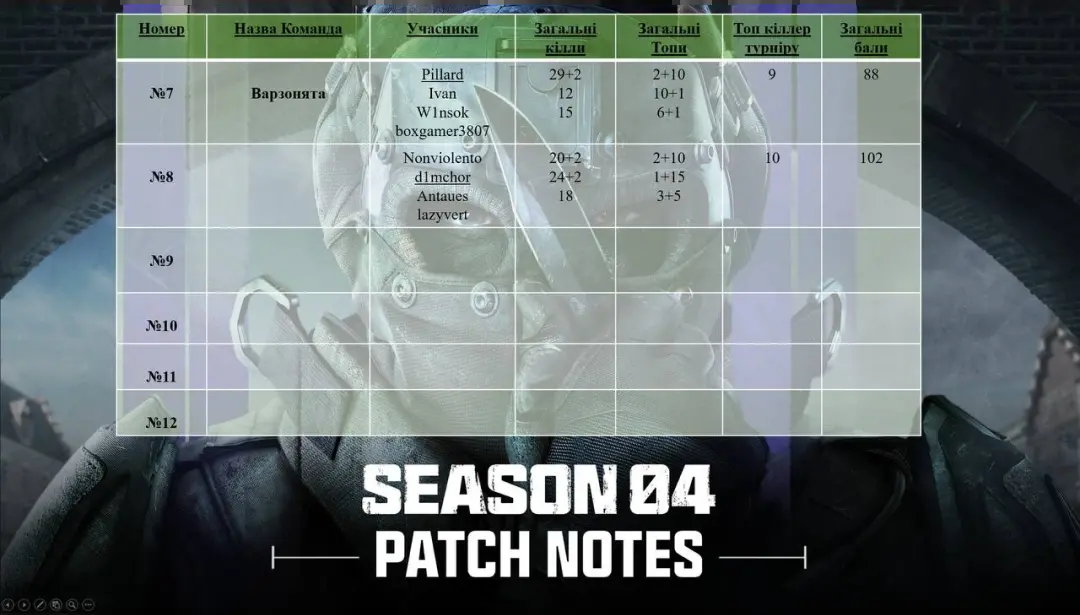 Номер Назва Команда Учасники Загальні кілли Загальні Топи Топ кіллер турніру Загальні бали
№7 Варзонята Pillard 29+2 2+10 9 88
Ivan 12 10+1
W1nsok 15 6+1
boxgamer3807
№8 Nonviolento 20+2 2+10 10 102
d1mchor 24+2 1+15
Antaues 18 3+5
lazyvert
№9
№10
№11
№12
SEASON 04
PATCH NOTES